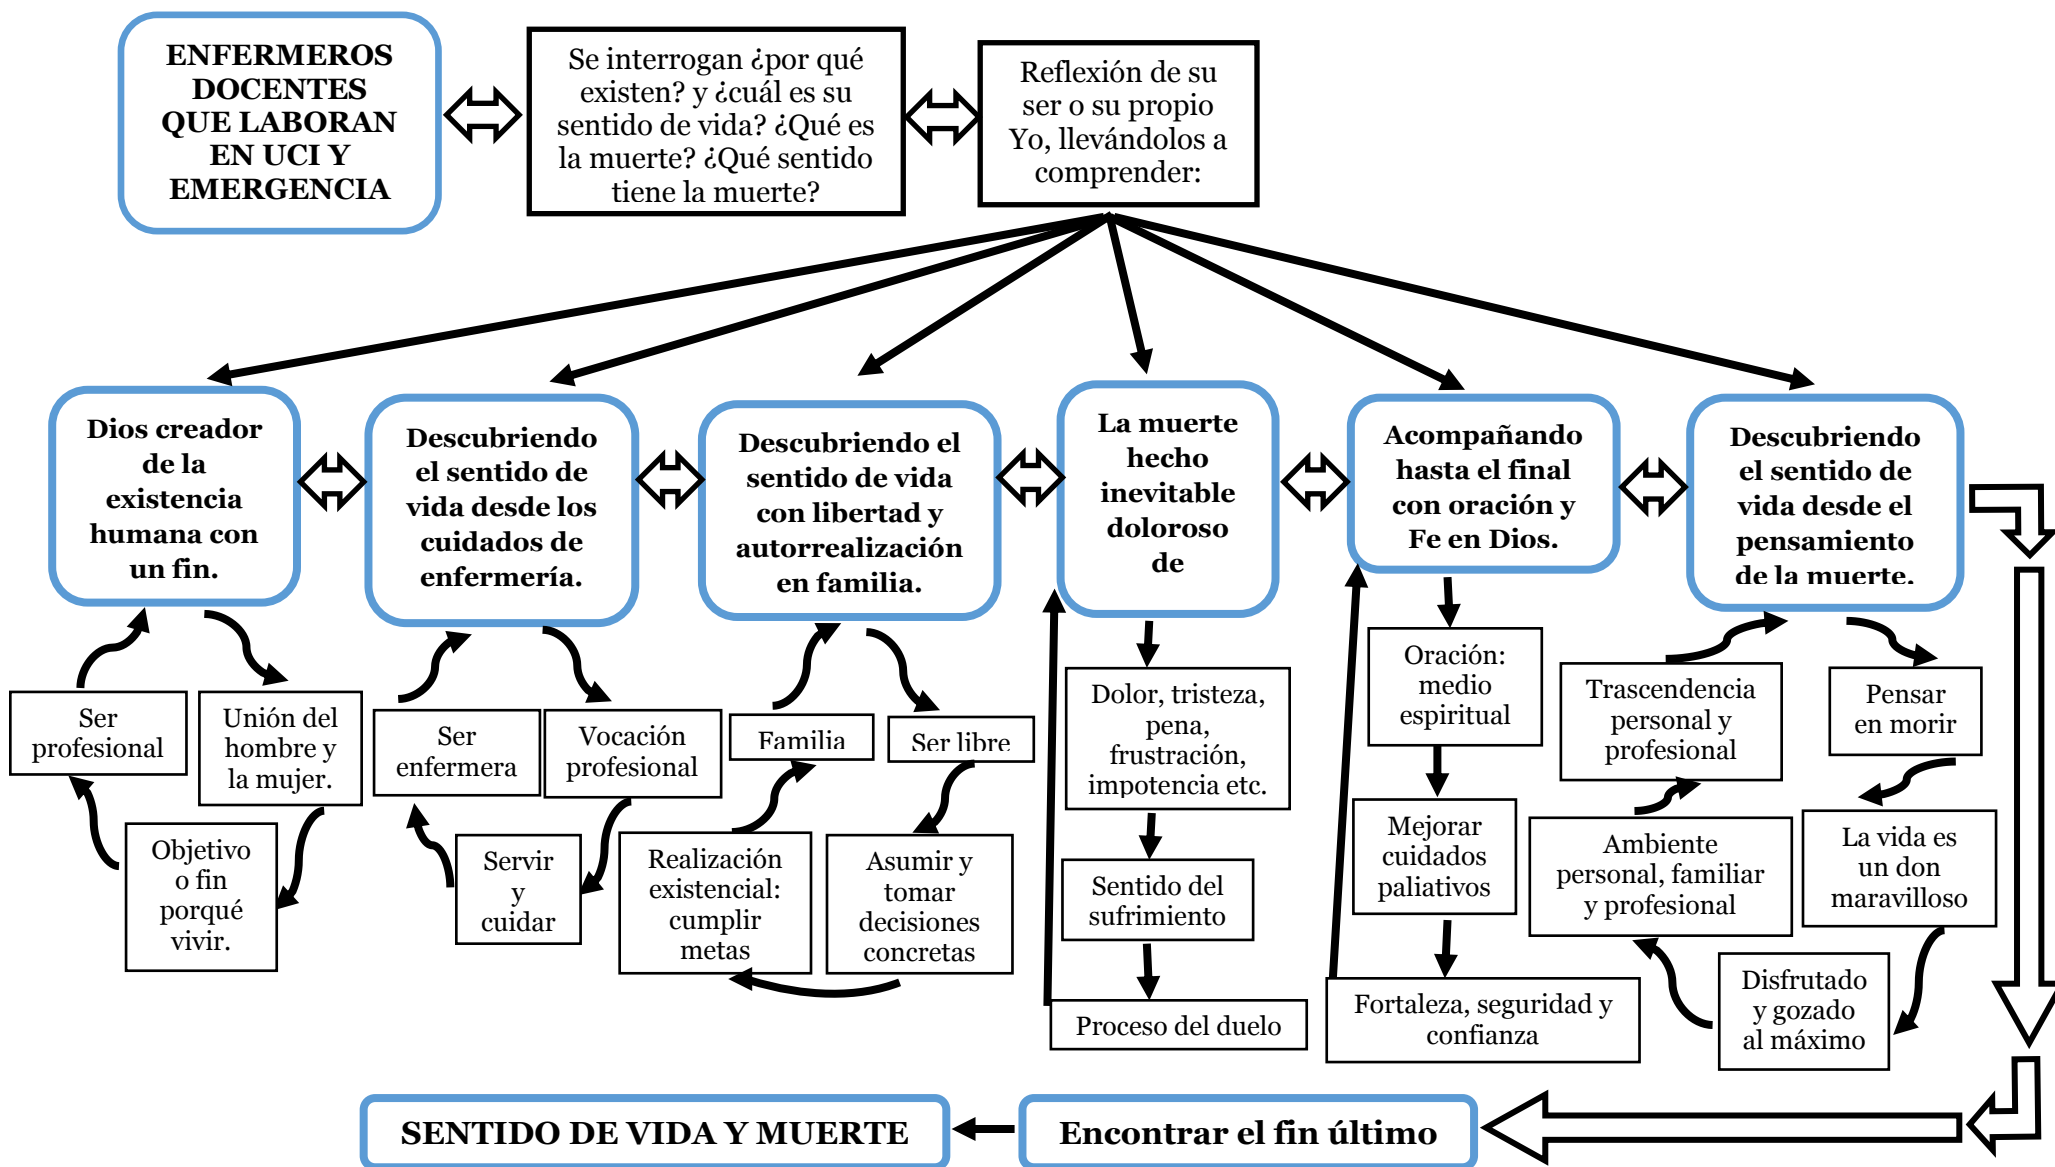 ENFERMEROS
DOCENTES
QUE LABORAN
EN UCI Y
EMERGENCIA
Se interrogan ¿por qué
existen? y ¿cuál es su
sentido de vida? ¿Qué es
la muerte? ¿Qué sentido
tiene la muerte?
Reflexión de su
ser o su propio
Yo, llevándolos a
comprender:
Dios creador
de la
existencia
humana con
un fin.
Descubriendo
el sentido de
vida desde los
cuidados de
enfermería.
Descubriendo el
sentido de vida
con libertad y
autorrealización
en familia.
La muerte
hecho
inevitable
doloroso
de
Acompañando
hasta el final
con oración y
Fe en Dios.
Descubriendo
el sentido de
vida desde el
pensamiento
de la muerte.
Ser
profesional
Unión del
hombre y
la mujer.
Objetivo
o fin
porqué
vivir.
Ser
enfermera
Vocación
profesional
Servir
y
cuidar
Familia
Ser libre
Realización
existencial:
cumplir
metas
Asumir y
tomar
decisiones
concretas
Dolor, tristeza,
pena,
frustración,
impotencia etc.
Sentido del
sufrimiento
Proceso del duelo
Oración:
medio
espiritual
Mejorar
cuidados
paliativos
Fortaleza, seguridad y
confianza
Trascendencia
personal y
profesional
Pensar
en morir
Ambiente
personal, familiar
y profesional
La vida es
un don
maravilloso
Disfrutado
y gozado
al máximo
SENTIDO DE VIDA Y MUERTE
Encontrar el fin último